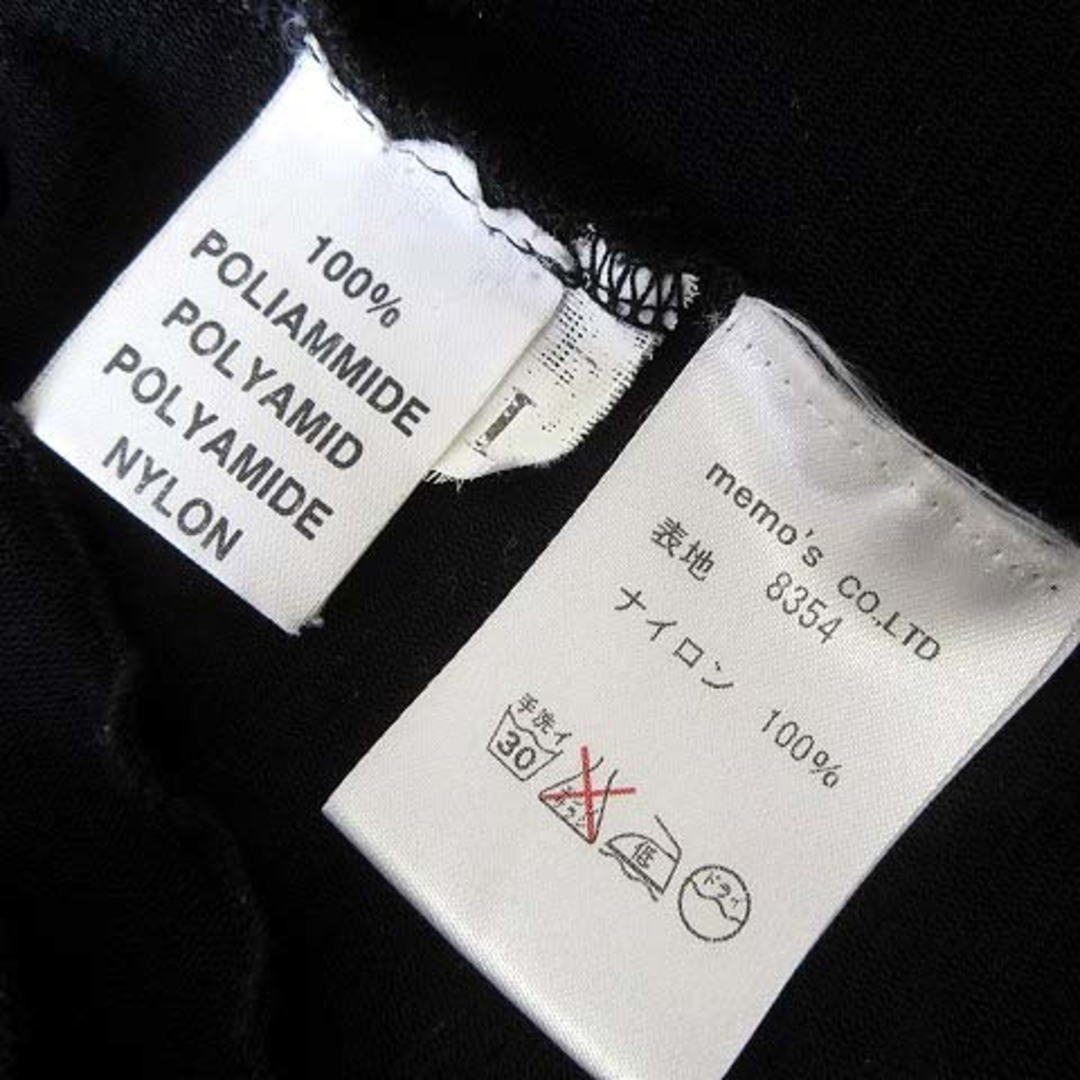 100%
POLIAMMIDE
POLYAMID
POLYAMIDE
NYLON
memo's CO.,LTD
表地 8354
ナイロン 100%
手洗イ
30
低
ドライ